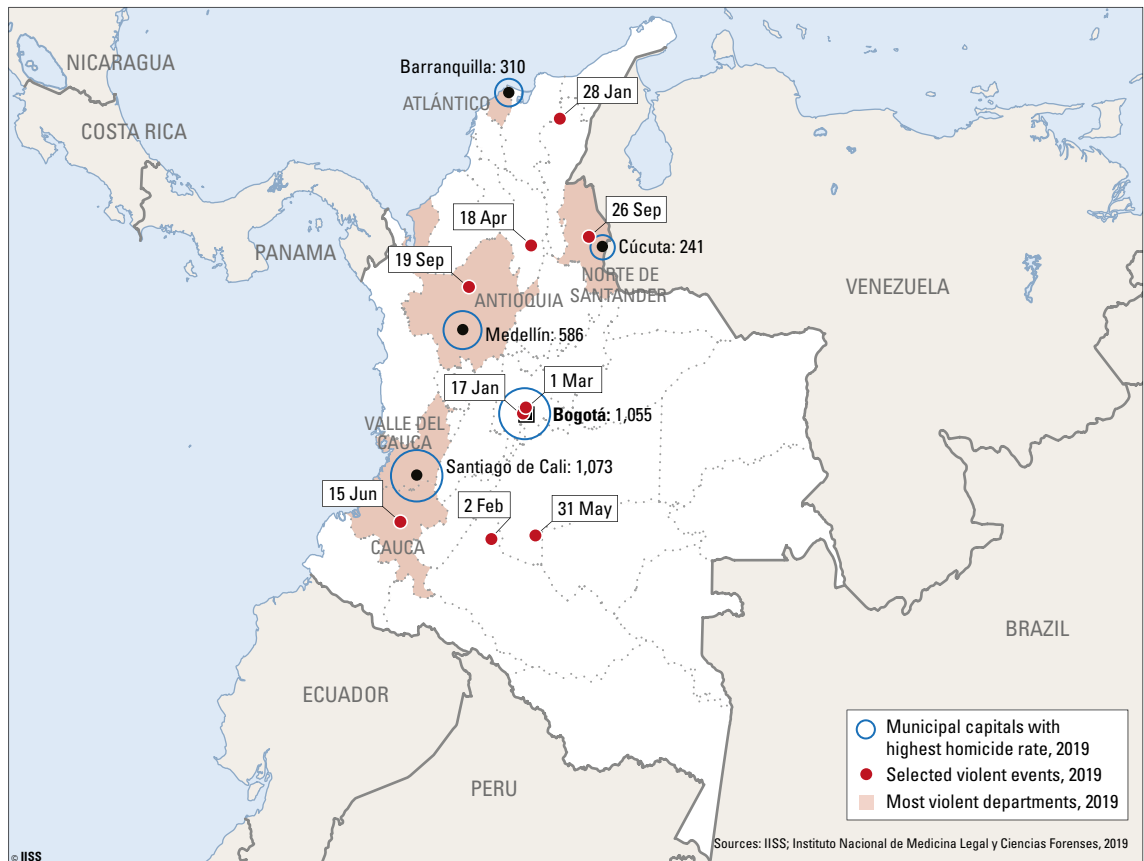 NICARAGUA
Barranquilla: 310
28 Jan
ATLÁNTICO
COSTA RICA
26 Sep
18 Apr
Cúcuta: 241
PANAMA
19 Sep
NORTE DE
SANTANDER
VENEZUELA
ANTIOQUIA
Medellín: 586
1 Mar
17 Jan
Bogotá: 1,055
VALLE DEL
CAUCA
Santiago de Cali: 1,073
15 Jun
2 Feb
31 May
CAUCA
BRAZIL
ECUADOR
PERU
Municipal capitals with
highest homicide rate, 2019
Selected violent events, 2019
Most violent departments, 2019
Sources: IISS; Instituto Nacional de Medicina Legal y Ciencias Forenses, 2019
© IISS